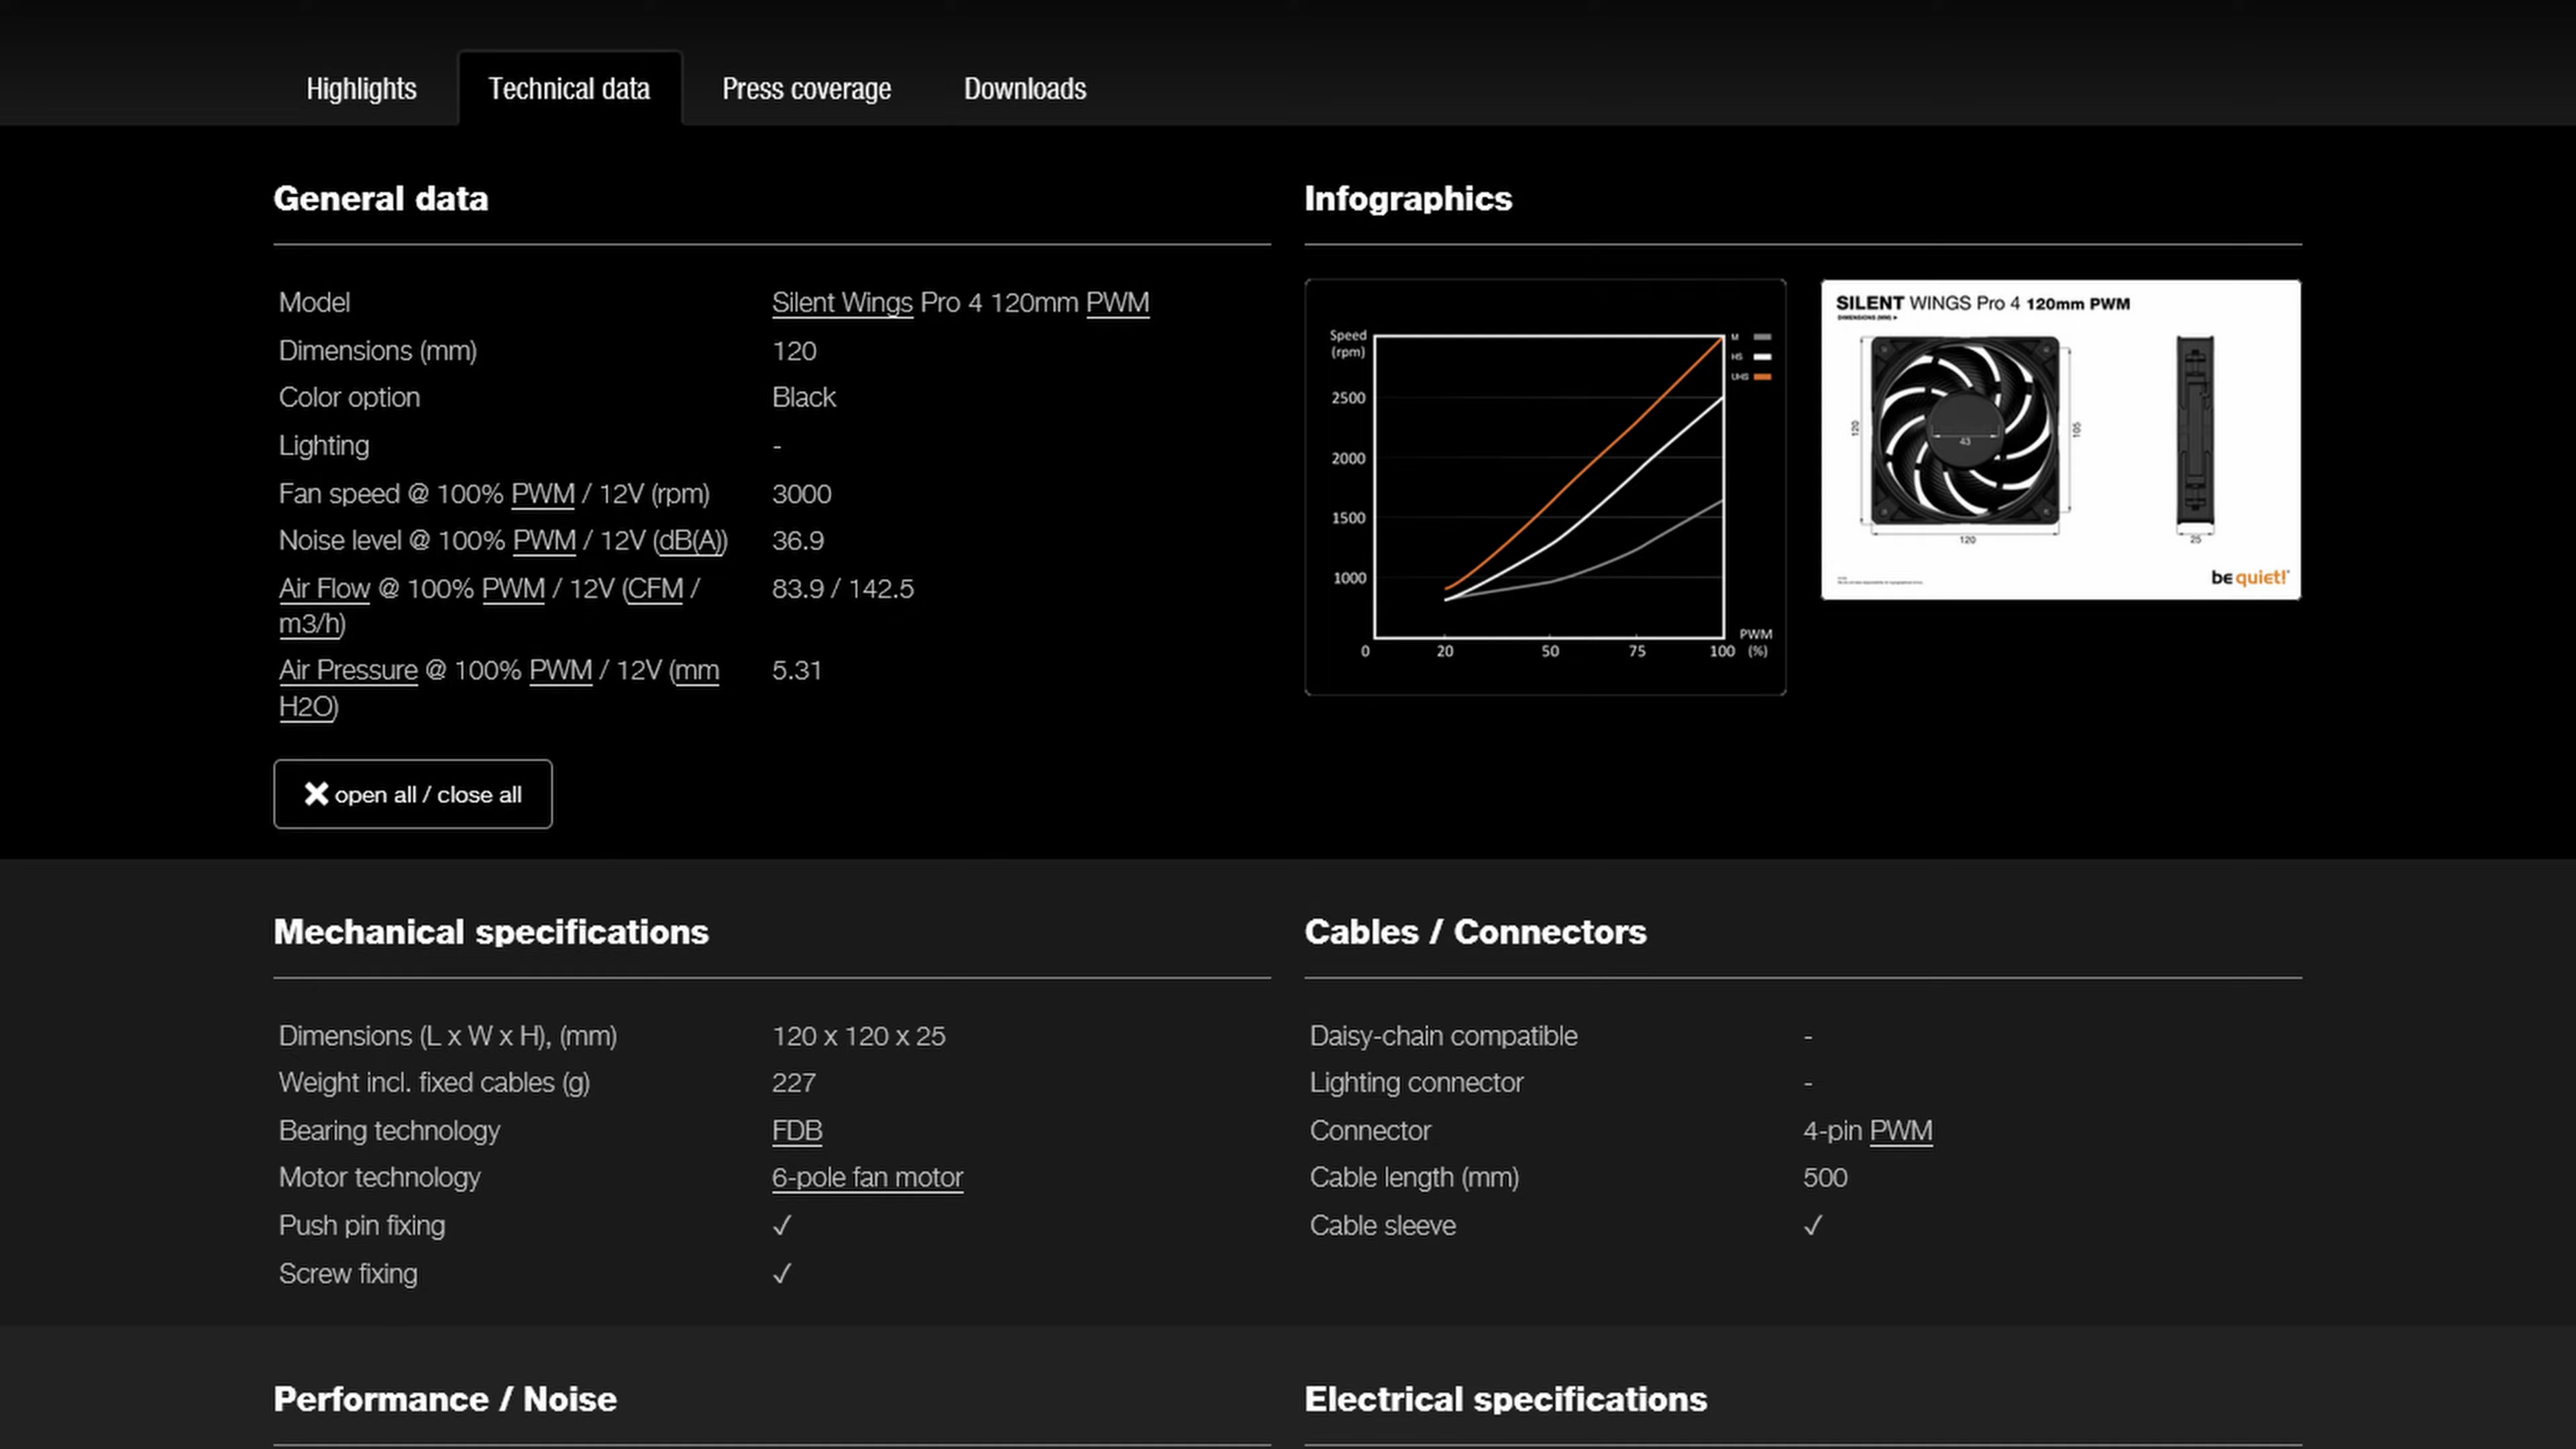 Highlights
Technical data
Press coverage
Downloads
General data
Model Silent Wings Pro 4 120mm PWM
Dimensions (mm) 120
Color option Black
Lighting -
Fan speed @ 100% PWM / 12V (rpm) 3000
Noise level @ 100% PWM / 12V (dB(A)) 36.9
Air Flow @ 100% PWM / 12V (CFM / 83.9 / 142.5
m3/h)
Air Pressure @ 100% PWM / 12V (mm 5.31
H2O)
open all / close all
Infographics
Speed
(rpm)
2500
2000
1500
1000
0 20 50 75 100
PWM
(%)
M
HS
UHS
SILENT WINGS Pro 4 120mm PWM
DIMENSIONS (MM)
120
43
105
120
25
be quiet!
Mechanical specifications
Dimensions (L x W x H), (mm) 120 x 120 x 25
Weight incl. fixed cables (g) 227
Bearing technology FDB
Motor technology 6-pole fan motor
Push pin fixing ✓
Screw fixing ✓
Cables / Connectors
Daisy-chain compatible -
Lighting connector -
Connector 4-pin PWM
Cable length (mm) 500
Cable sleeve ✓
Performance / Noise
Electrical specifications